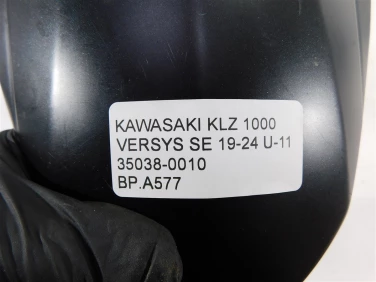 KAWASAKI KLZ 1000
VERSYS SE 19-24 U-11
35038-0010
BP.A577